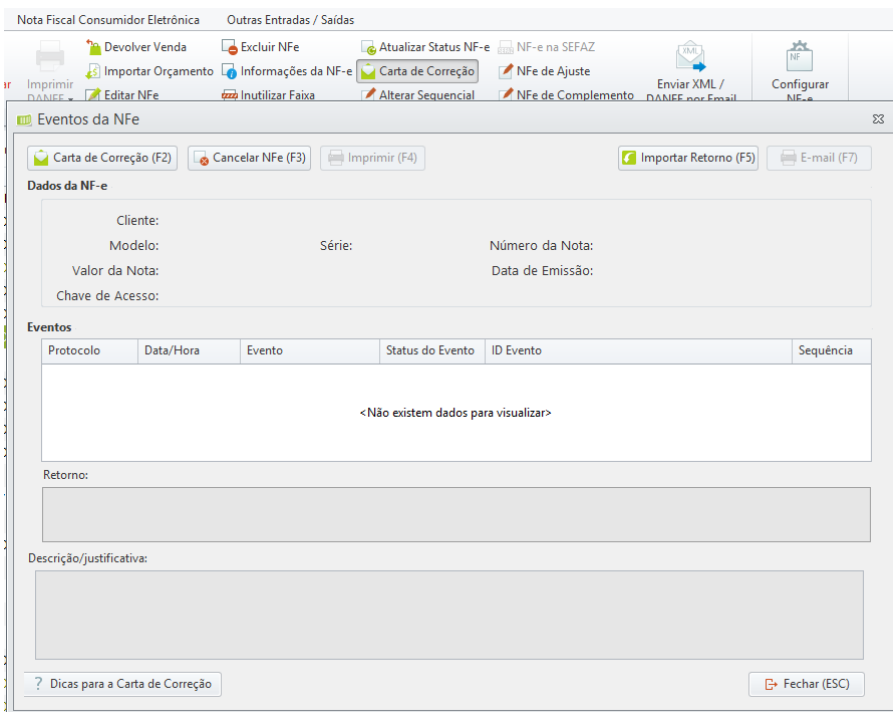 Nota Fiscal Consumidor Eletrônica Outras Entradas / Saídas
Devolver Venda Excluir NFe Atualizar Status NF-e NF-e na SEFAZ
Imprimir Importar Orçamento Informações da NF-e Carta de Correção NFe de Ajuste Enviar XML / Configurar
DANFE Editar NFe Inutilizar Faixa Alterar Sequencial NFe de Complemento DANFE por Email NF-e
Eventos da NFe
Carta de Correção (F2) Cancelar NFe (F3) Imprimir (F4) Importar Retorno (F5) E-mail (F7)
Dados da NF-e
Cliente:
Modelo: Série: Número da Nota:
Valor da Nota: Data de Emissão:
Chave de Acesso:
Eventos
Protocolo Data/Hora Evento Status do Evento ID Evento Sequência
<Não existem dados para visualizar>
Retorno:
Descrição/justificativa:
? Dicas para a Carta de Correção Fechar (ESC)